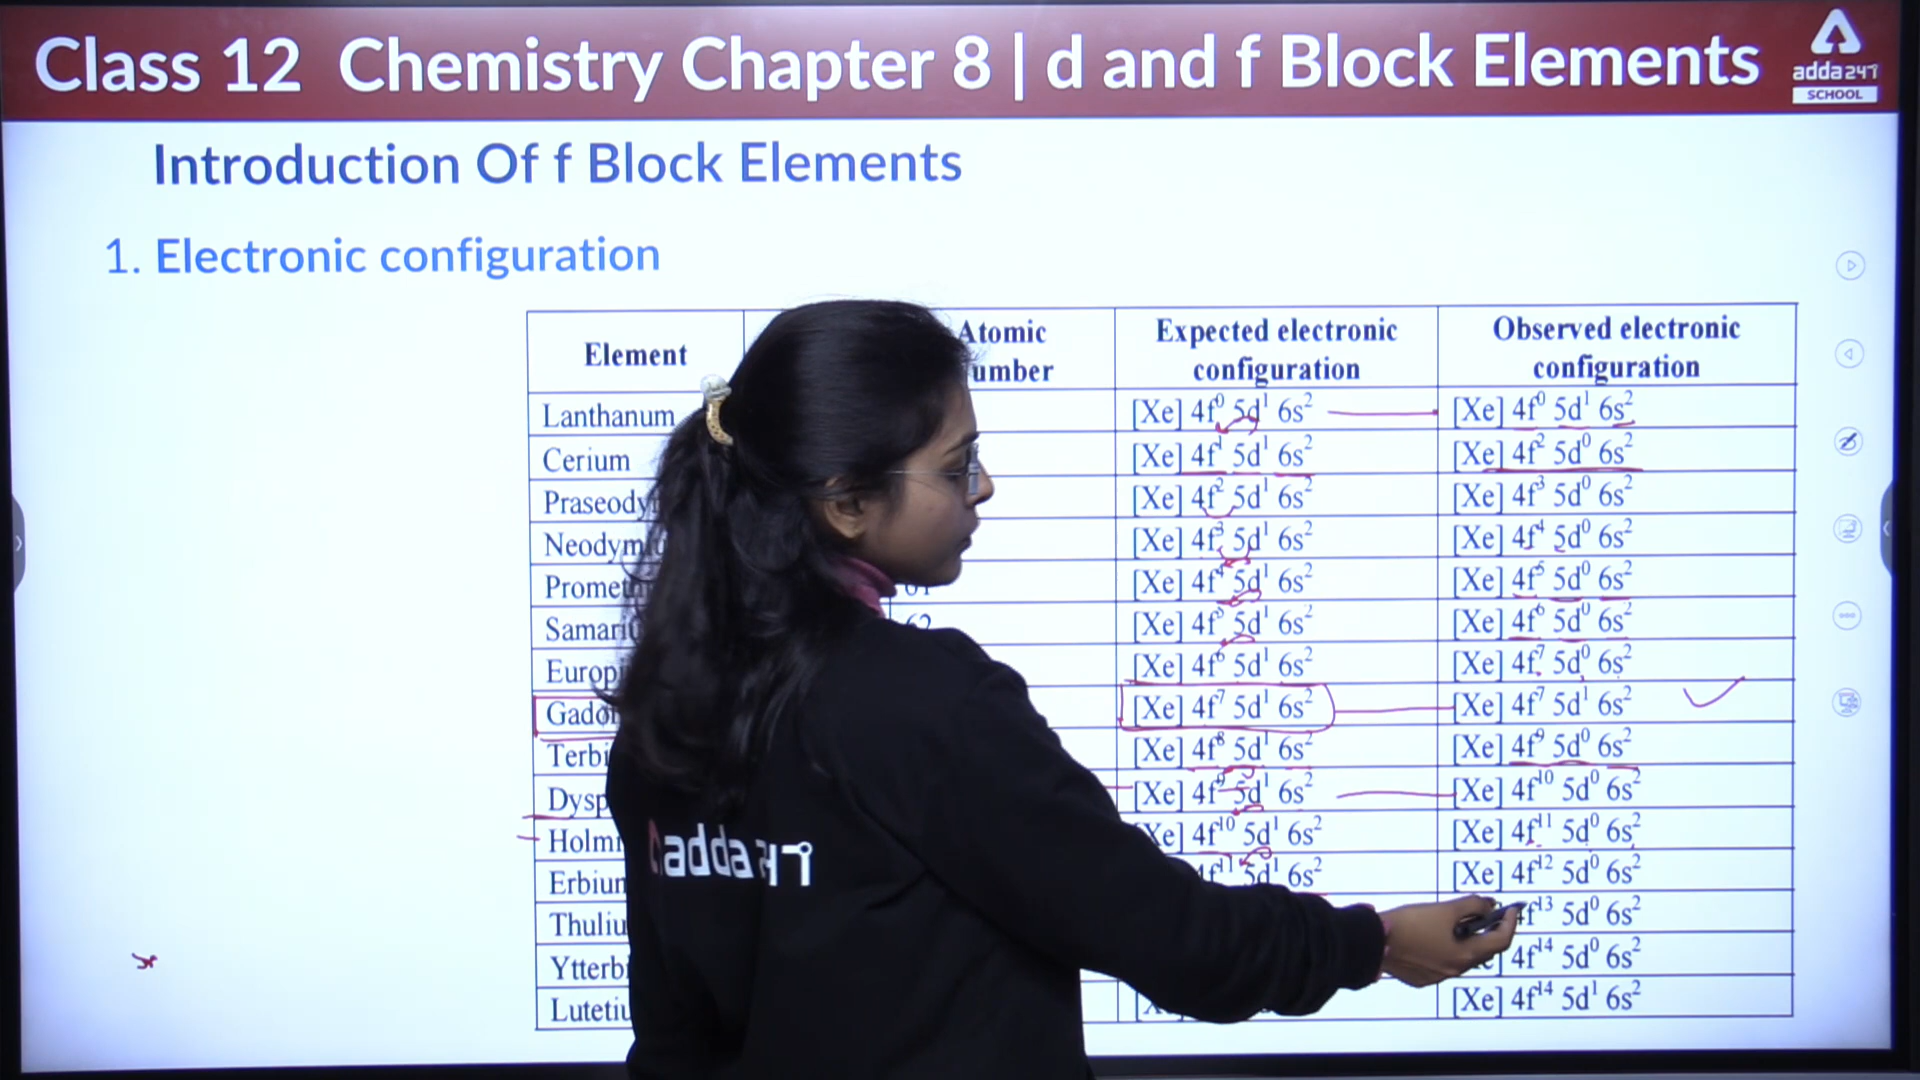 Class 12 Chemistry Chapter 8 | d and f Block Elements
adda247
SCHOOL
Introduction Of f Block Elements
1. Electronic configuration
Element Atomic Expected electronic configuration Observed electronic configuration
Lanthanum [Xe] 4f⁰ 5d¹ 6s² [Xe] 4f⁰ 5d¹ 6s²
Cerium [Xe] 4f¹ 5d¹ 6s² [Xe] 4f² 5d⁰ 6s²
[Xe] 4f² 5d¹ 6s² [Xe] 4f³ 5d⁰ 6s²
[Xe] 4f³ 5d¹ 6s² [Xe] 4f⁴ 5d⁰ 6s²
61 [Xe] 4f⁴ 5d¹ 6s² [Xe] 4f⁵ 5d⁰ 6s²
62 [Xe] 4f⁵ 5d¹ 6s² [Xe] 4f⁶ 5d⁰ 6s²
[Xe] 4f⁶ 5d¹ 6s² [Xe] 4f⁷ 5d⁰ 6s²
[Xe] 4f⁷ 5d¹ 6s² [Xe] 4f⁷ 5d¹ 6s²
[Xe] 4f⁸ 5d¹ 6s² [Xe] 4f⁹ 5d⁰ 6s²
[Xe] 4f⁹ 5d¹ 6s² [Xe] 4f¹⁰ 5d⁰ 6s²
4f¹⁰ 5d¹ 6s² [Xe] 4f¹¹ 5d⁰ 6s²
5d¹ 6s² [Xe] 4f¹² 5d⁰ 6s²
5d⁰ 6s²
4f¹⁴ 5d⁰ 6s²
[Xe] 4f¹⁴ 5d¹ 6s²
adda247